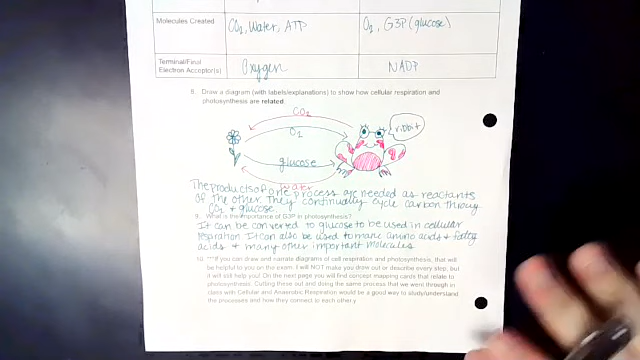 Molecules Created
CO2, Water, ATP
O2, G3P (glucose)
Terminal/Final
Electron Acceptor(s)
Oxygen
NADP
8. Draw a diagram (with labels/explanations) to show how cellular respiration and
photosynthesis are related.
CO2
O2
ribbit
glucose
water
The products of one process are needed as reactants
of the other. They continually cycle carbon through
CO2 + glucose.
9. What is the importance of G3P in photosynthesis?
It can be converted to glucose to be used in cellular
respiration. It can also be used to make amino acids + fatty
acids + many other important molecules
10. ***If you can draw and narrate diagrams of cell respiration and photosynthesis, that will
be helpful to you on the exam. I will NOT make you draw out or describe every step, but
it will still help you! On the next page you will find concept mapping cards that relate to
photosynthesis. Cutting these out and doing the same process that we went through in
class with Cellular and Anaerobic Respiration would be a good way to study/understand
the processes and how they connect to each other.